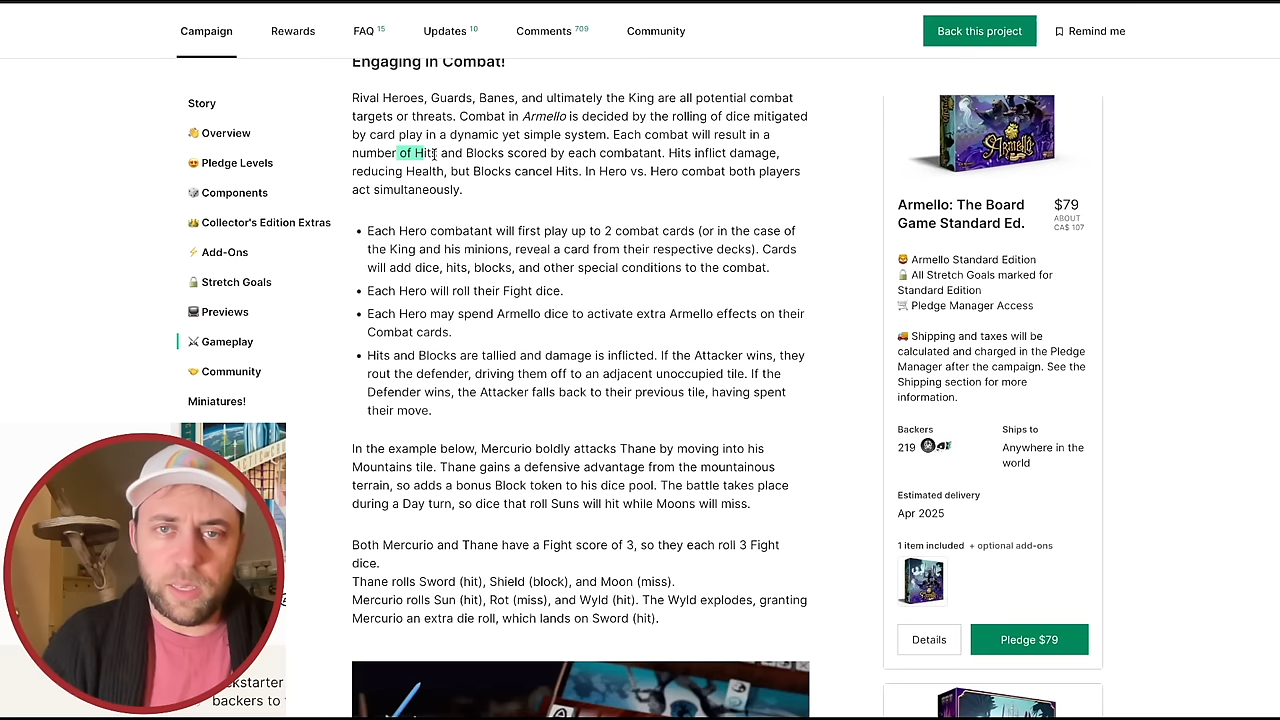 Campaign
Rewards
FAQ 15
Updates 10
Comments 709
Community
Back this project
Remind me
Story
👋 Overview
😍 Pledge Levels
🎲 Components
👑 Collector's Edition Extras
⚡ Add-Ons
🔓 Stretch Goals
📺 Previews
⚔️ Gameplay
🤝 Community
Miniatures!
Engaging in Combat!
Rival Heroes, Guards, Banes, and ultimately the King are all potential combat
targets or threats. Combat in Armello is decided by the rolling of dice mitigated
by card play in a dynamic yet simple system. Each combat will result in a
number of Hits and Blocks scored by each combatant. Hits inflict damage,
reducing Health, but Blocks cancel Hits. In Hero vs. Hero combat both players
act simultaneously.
• Each Hero combatant will first play up to 2 combat cards (or in the case of
the King and his minions, reveal a card from their respective decks). Cards
will add dice, hits, blocks, and other special conditions to the combat.
• Each Hero will roll their Fight dice.
• Each Hero may spend Armello dice to activate extra Armello effects on their
Combat cards.
• Hits and Blocks are tallied and damage is inflicted. If the Attacker wins, they
rout the defender, driving them off to an adjacent unoccupied tile. If the
Defender wins, the Attacker falls back to their previous tile, having spent
their move.
In the example below, Mercurio boldly attacks Thane by moving into his
Mountains tile. Thane gains a defensive advantage from the mountainous
terrain, so adds a bonus Block token to his dice pool. The battle takes place
during a Day turn, so dice that roll Suns will hit while Moons will miss.
Both Mercurio and Thane have a Fight score of 3, so they each roll 3 Fight
dice.
Thane rolls Sword (hit), Shield (block), and Moon (miss).
Mercurio rolls Sun (hit), Rot (miss), and Wyld (hit). The Wyld explodes, granting
Mercurio an extra die roll, which lands on Sword (hit).
Armello
Armello: The Board
Game Standard Ed.
$79
ABOUT
CA$ 107
🦁 Armello Standard Edition
🔓 All Stretch Goals marked for
Standard Edition
🛒 Pledge Manager Access
🚚 Shipping and taxes will be
calculated and charged in the Pledge
Manager after the campaign. See the
Shipping section for more
information.
Backers
219
Ships to
Anywhere in the
world
Estimated delivery
Apr 2025
1 item included + optional add-ons
Details
Pledge $79
kstarter
backers to